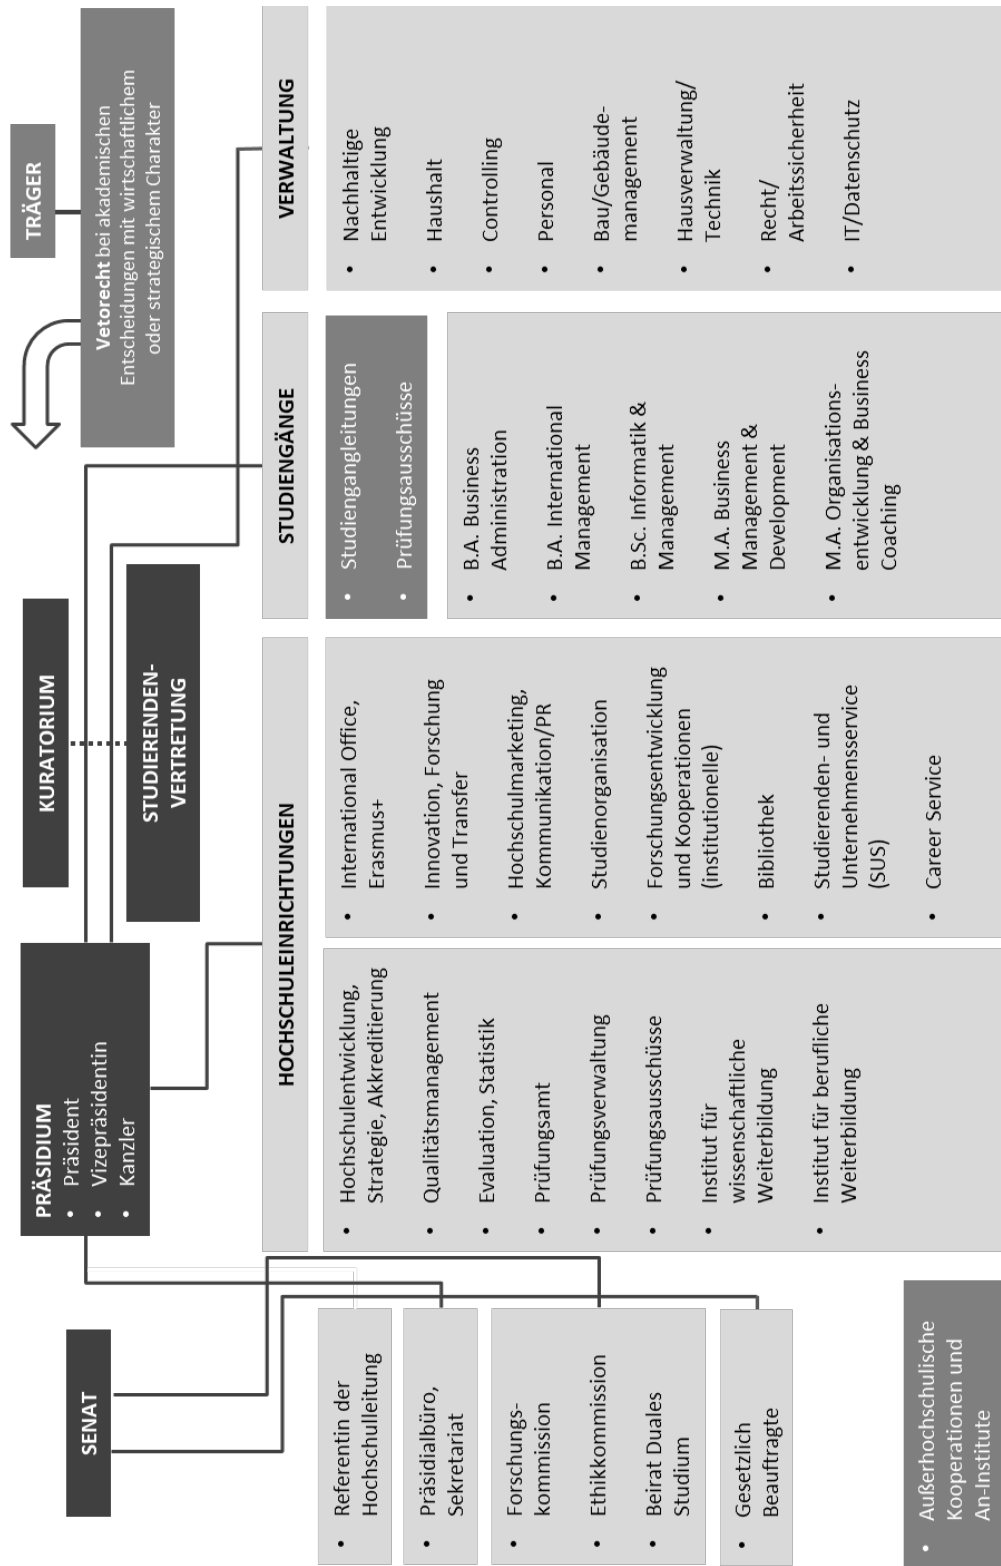 SENAT
PRÄSIDIUM
• Präsident
• Vizepräsidentin
• Kanzler
KURATORIUM
STUDIERENDEN-
VERTRETUNG
TRÄGER
Vetorecht bei akademischen
Entscheidungen mit wirtschaftlichem
oder strategischem Charakter
• Referentin der
Hochschulleitung
• Präsidialbüro,
Sekretariat
• Forschungs-
kommission
• Ethikkommission
• Beirat Duales
Studium
• Gesetzlich
Beauftragte
• Außerhochschulische
Kooperationen und
An-Institute
HOCHSCHULEINRICHTUNGEN
• Hochschulentwicklung,
Strategie, Akkreditierung
• Qualitätsmanagement
• Evaluation, Statistik
• Prüfungsamt
• Prüfungsverwaltung
• Prüfungsausschüsse
• Institut für
wissenschaftliche
Weiterbildung
• Institut für berufliche
Weiterbildung
• International Office,
Erasmus+
• Innovation, Forschung
und Transfer
• Hochschulmarketing,
Kommunikation/PR
• Studienorganisation
• Forschungsentwicklung
und Kooperationen
(institutionelle)
• Bibliothek
• Studierenden- und
Unternehmensservice
(SUS)
• Career Service
STUDIENGÄNGE
• Studiengangleitungen
• Prüfungsausschüsse
• B.A. Business
Administration
• B.A. International
Management
• B.Sc. Informatik &
Management
• M.A. Business
Management &
Development
• M.A. Organisations-
entwicklung & Business
Coaching
VERWALTUNG
• Nachhaltige
Entwicklung
• Haushalt
• Controlling
• Personal
• Bau/Gebäude-
management
• Hausverwaltung/
Technik
• Recht/
Arbeitssicherheit
• IT/Datenschutz